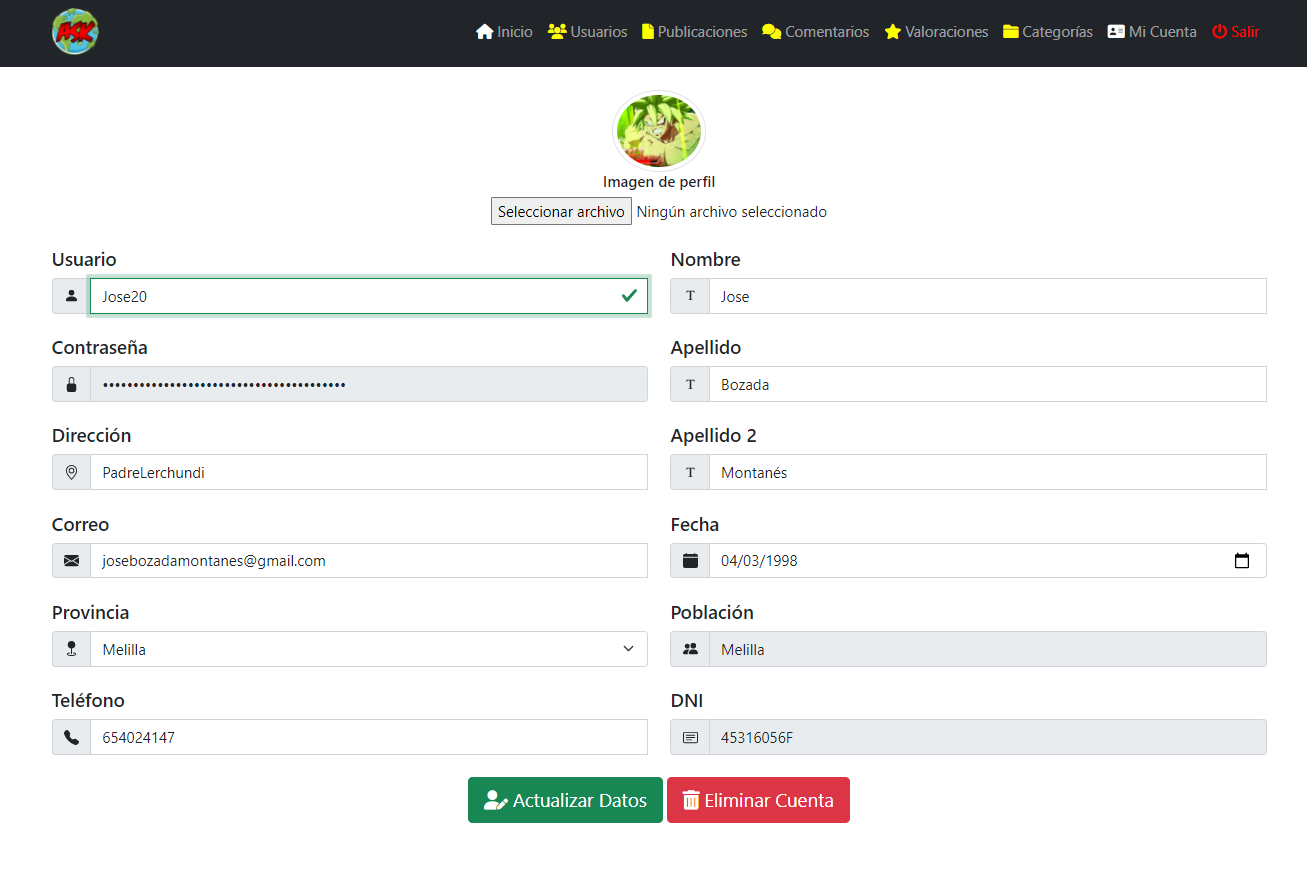 ASK
Inicio Usuarios Publicaciones Comentarios Valoraciones Categorías Mi Cuenta Salir
Imagen de perfil
Seleccionar archivo Ningún archivo seleccionado
Usuario Nombre
Jose20 T Jose
Contraseña Apellido
•••••••••••••••••••••••••••••••••••••••• T Bozada
Dirección Apellido 2
PadreLerchundi T Montanés
Correo Fecha
josebozadamontanes@gmail.com 04/03/1998
Provincia Población
Melilla Melilla
Teléfono DNI
654024147 45316056F
Actualizar Datos Eliminar Cuenta